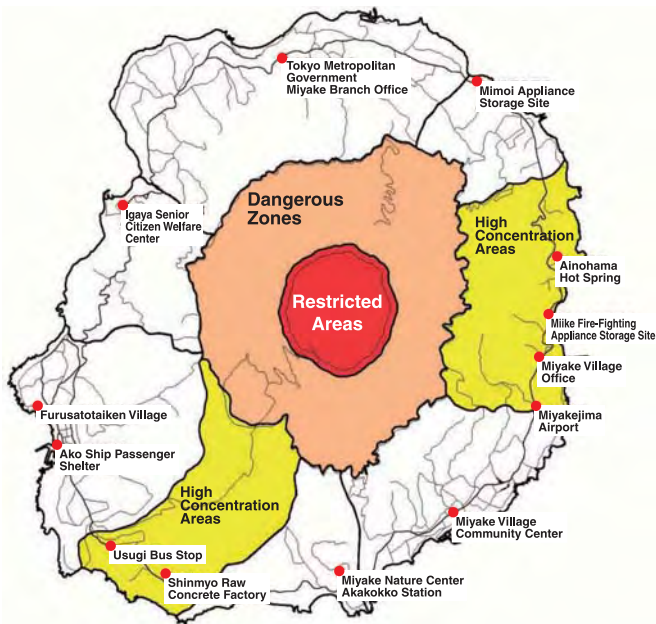 Tokyo Metropolitan
Government
Miyake Branch Office
Mimoi Appliance
Storage Site
Dangerous
Zones
Igaya Senior
Citizen Welfare
Center
High
Concentration
Areas
Ainohama
Hot Spring
Restricted
Areas
Miike Fire-Fighting
Appliance Storage Site
Miyake Village
Office
Furusatotaiken Village
Miyakejima
Airport
Ako Ship Passenger
Shelter
High
Concentration
Areas
Miyake Village
Community Center
Usugi Bus Stop
Shinmyo Raw
Concrete Factory
Miyake Nature Center
Akakokko Station